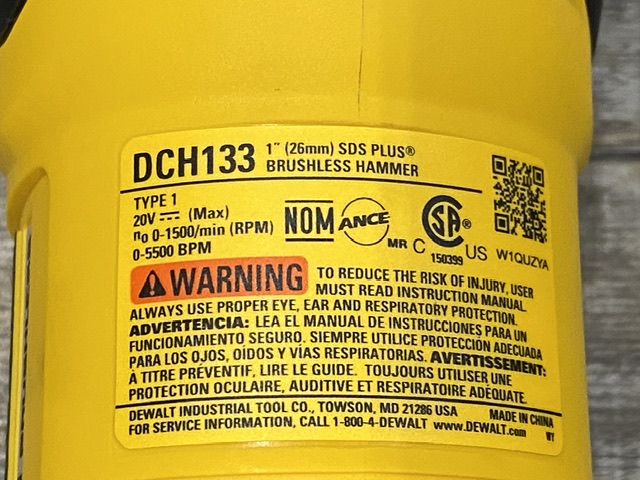 DCH133 1" (26mm) SDS PLUS®
BRUSHLESS HAMMER
TYPE 1
20V ⎓ (Max)
n₀ 0-1500/min (RPM)
0-5500 BPM
NOM
ANCE
MR
C SA® US
150399
W1QUZYA
⚠WARNING TO REDUCE THE RISK OF INJURY, USER
MUST READ INSTRUCTION MANUAL.
ALWAYS USE PROPER EYE, EAR AND RESPIRATORY PROTECTION.
ADVERTENCIA: LEA EL MANUAL DE INSTRUCCIONES PARA UN
FUNCIONAMIENTO SEGURO. SIEMPRE UTILICE PROTECCIÓN ADECUADA
PARA LOS OJOS, OÍDOS Y VÍAS RESPIRATORIAS. AVERTISSEMENT:
À TITRE PRÉVENTIF, LIRE LE GUIDE. TOUJOURS UTILISER UNE
PROTECTION OCULAIRE, AUDITIVE ET RESPIRATOIRE ADÉQUATE.
DEWALT INDUSTRIAL TOOL CO., TOWSON, MD 21286 USA MADE IN CHINA
FOR SERVICE INFORMATION, CALL 1-800-4-DEWALT www.DEWALT.com WY